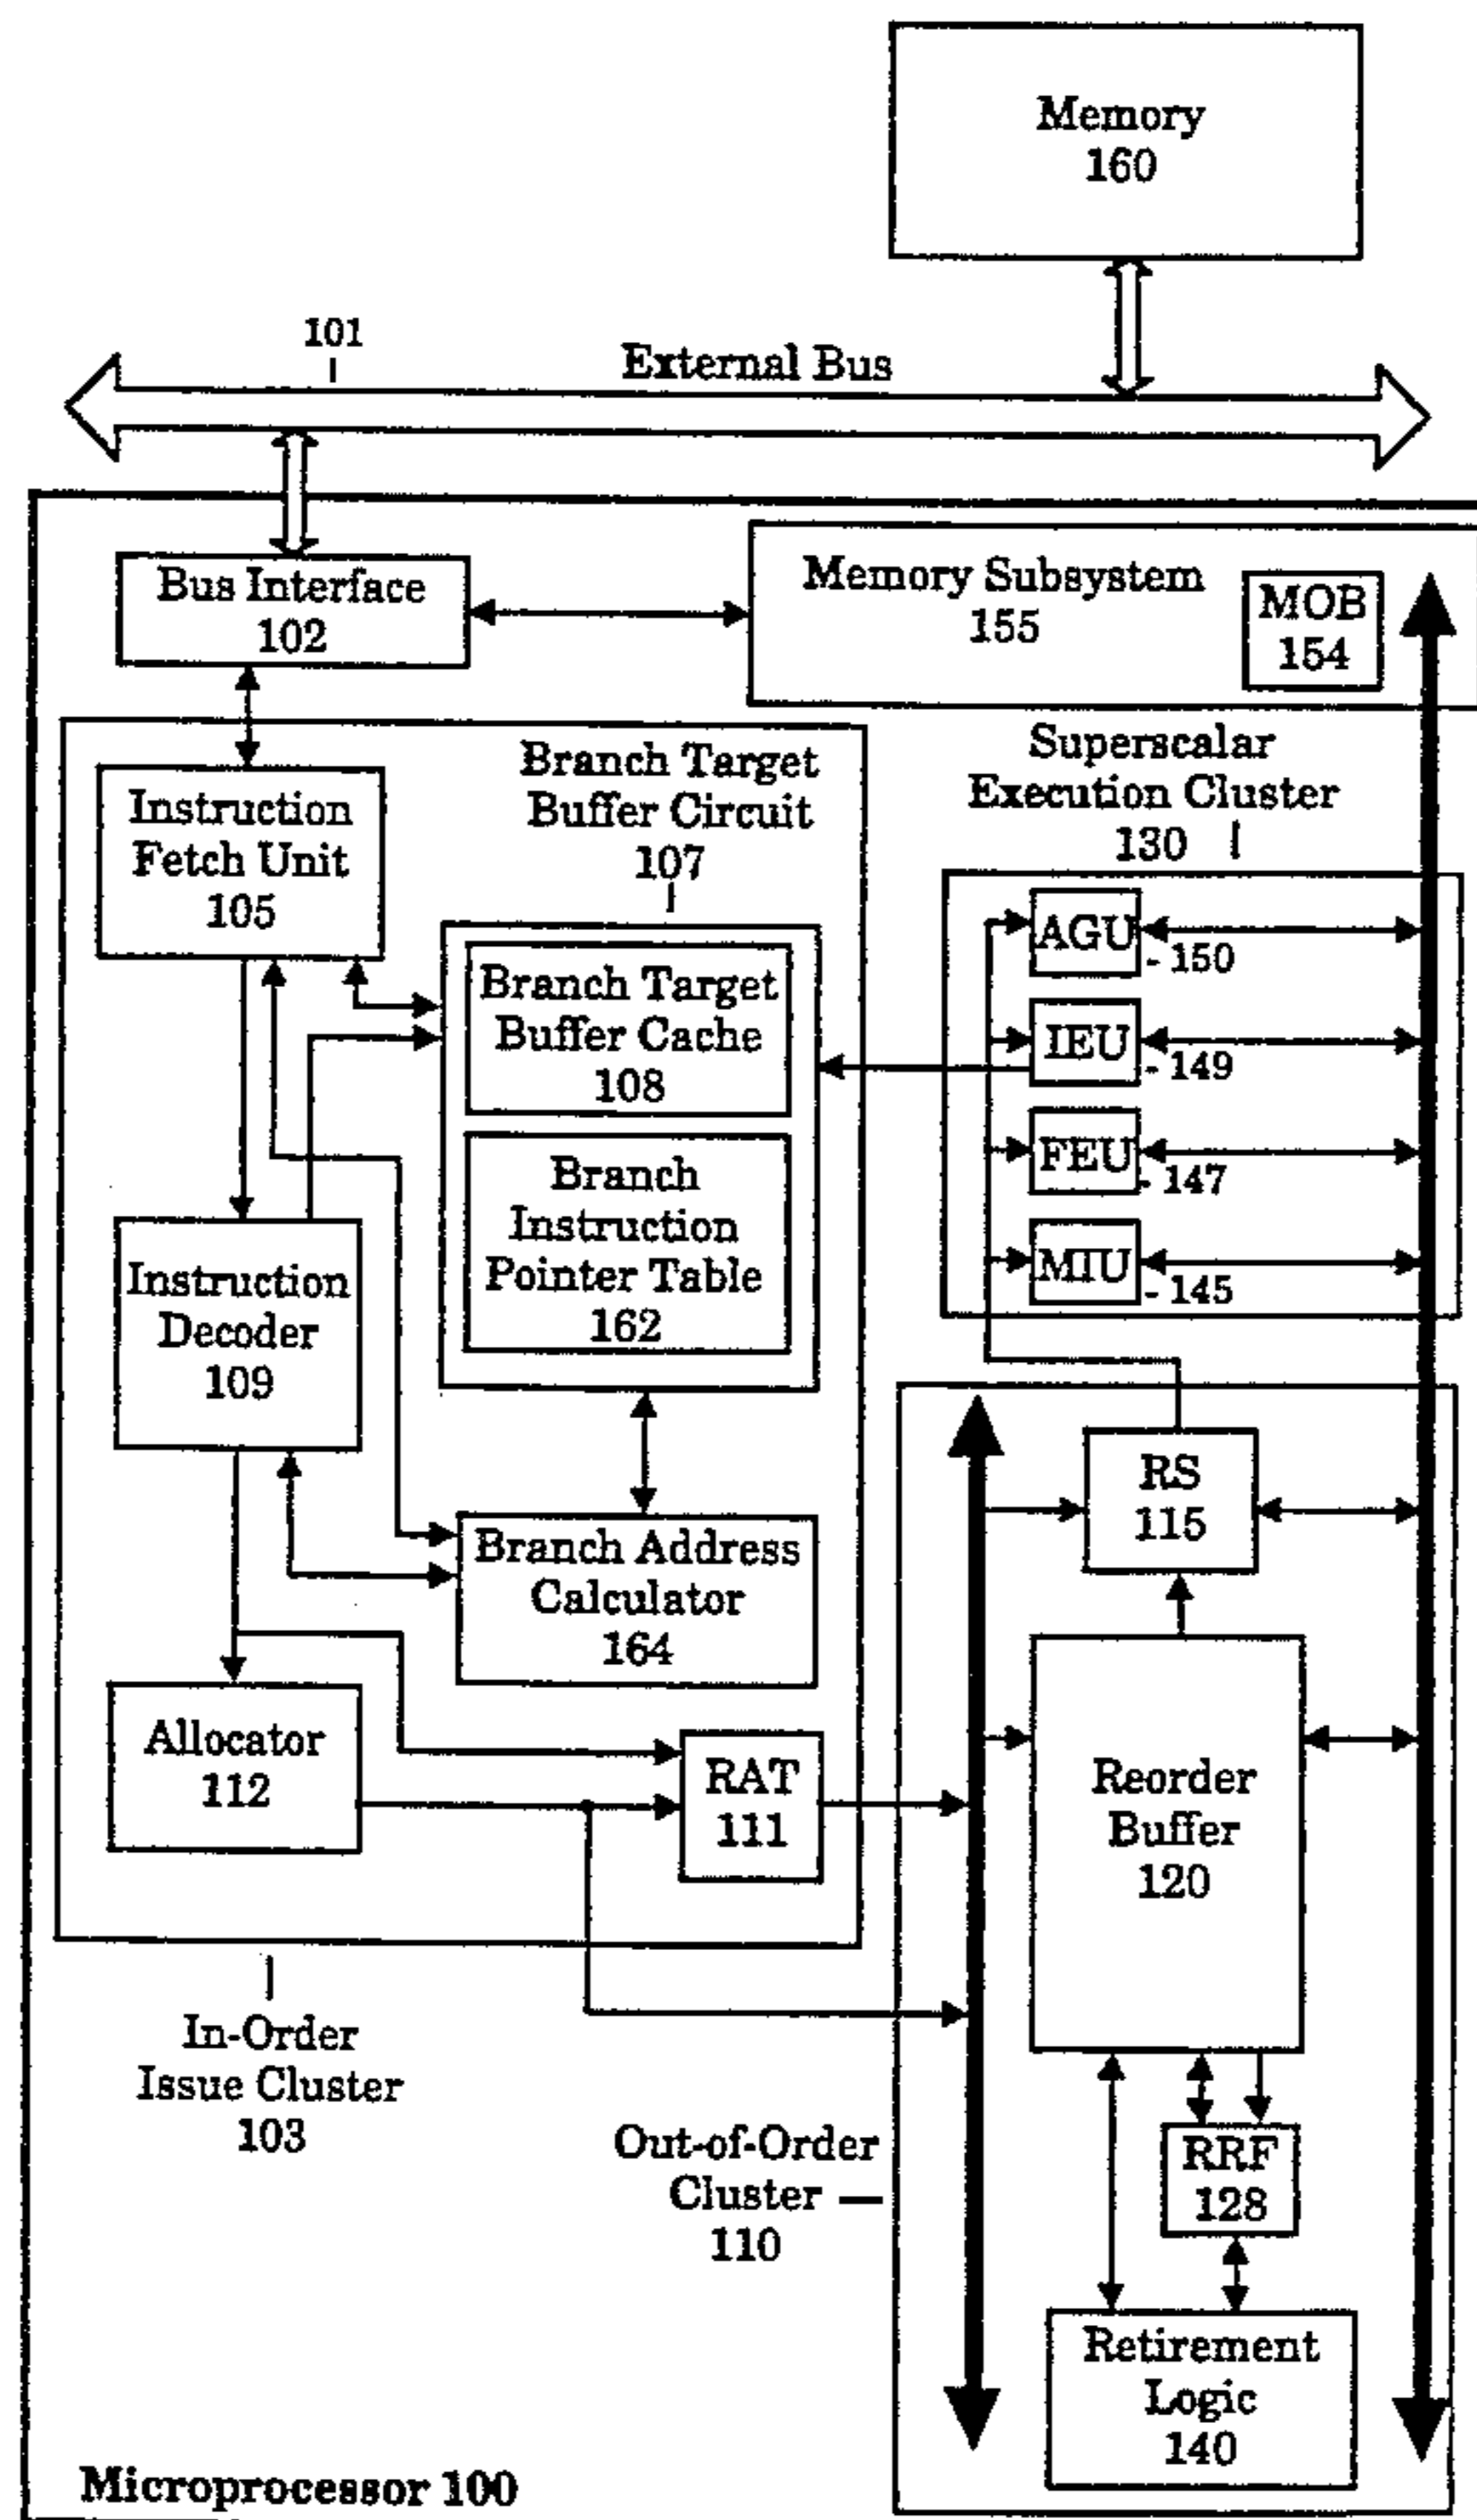 Memory
160
101
External Bus
Bus Interface
102
Memory Subsystem
155
MOB
154
Branch Target
Buffer Circuit
107
Superscalar
Execution Cluster
130
Instruction
Fetch Unit
105
Branch Target
Buffer Cache
108
Branch
Instruction
Pointer Table
162
AGU
- 150
IEU
- 149
FEU
- 147
MIU
- 145
Instruction
Decoder
109
Branch Address
Calculator
164
RS
115
Allocator
112
RAT
111
Reorder
Buffer
120
In-Order
Issue Cluster
103
Out-of-Order
Cluster
110
RRF
128
Retirement
Logic
140
Microprocessor 100